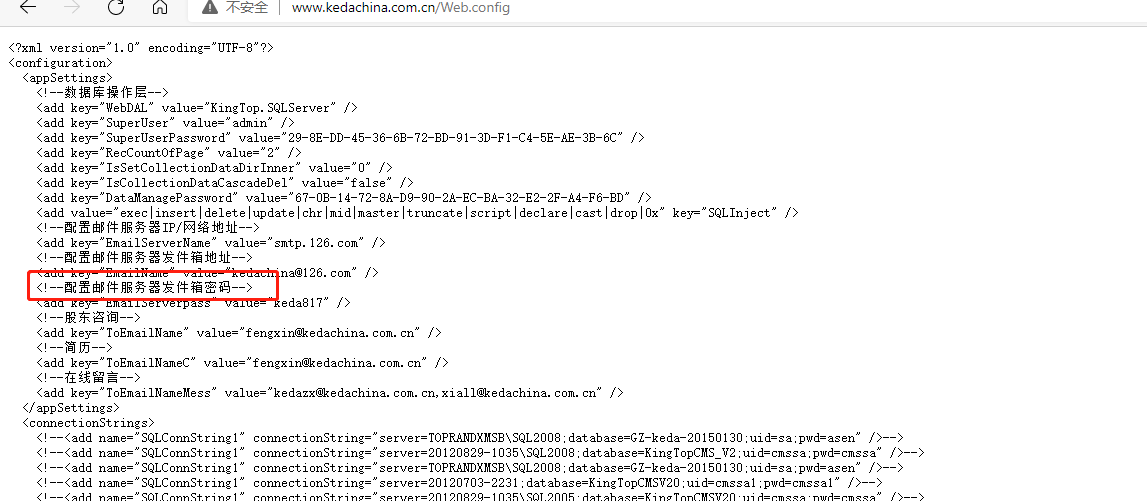 不安全 www.kedachina.com.cn/Web.config
<?xml version="1.0" encoding="UTF-8"?>
<configuration>
<appSettings>
<!--数据库操作层-->
<add key="WebDAL" value="KingTop.SQLServer" />
<add key="SuperUser" value="admin" />
<add key="SuperUserPassword" value="29-8E-DD-45-36-6B-72-BD-91-3D-F1-C4-5E-AE-3B-6C" />
<add key="RecCountOfPage" value="2" />
<add key="IsSetCollectionDataDirInner" value="0" />
<add key="IsCollectionDataCascadeDel" value="false" />
<add key="DataManagePassword" value="67-0B-14-72-8A-D9-90-2A-EC-BA-32-E2-2F-A4-F6-BD" />
<add value="exec|insert|delete|update|chr|mid|master|truncate|script|declare|cast|drop|0x" key="SQLInject" />
<!--配置邮件服务器IP/网络地址-->
<add key="EmailServerName" value="smtp.126.com" />
<!--配置邮件服务器发件箱地址-->
<add key="EmailName" value="kedachina@126.com" />
<!--配置邮件服务器发件箱密码-->
<add key="EmailServerpass" value="keda817" />
<!--股东咨询-->
<add key="ToEmailName" value="fengxin@kedachina.com.cn" />
<!--简历-->
<add key="ToEmailNameC" value="fengxin@kedachina.com.cn" />
<!--在线留言-->
<add key="ToEmailNameMess" value="kedazx@kedachina.com.cn,xiall@kedachina.com.cn" />
</appSettings>
<connectionStrings>
<!--<add name="SQLConnString1" connectionString="server=TOPRANDXMSB\SQL2008;database=GZ-keda-20150130;uid=sa;pwd=asen" />-->
<!--<add name="SQLConnString1" connectionString="server=20120829-1035\SQL2008;database=KingTopCMS_V2;uid=cmssa;pwd=cmssa" />-->
<!--<add name="SQLConnString1" connectionString="server=TOPRANDXMSB\SQL2008;database=GZ-keda-20150130;uid=sa;pwd=asen" />-->
<!--<add name="SQLConnString1" connectionString="server=20120703-2231;database=KingTopCMSV20;uid=cmssa1;pwd=cmssa1" />-->
<!--<add name="SQLConnString1" connectionString="server=20120829-1035\SQL2005;database=KingTopCMSV20;uid=cmssa;pwd=cmssa" />-->